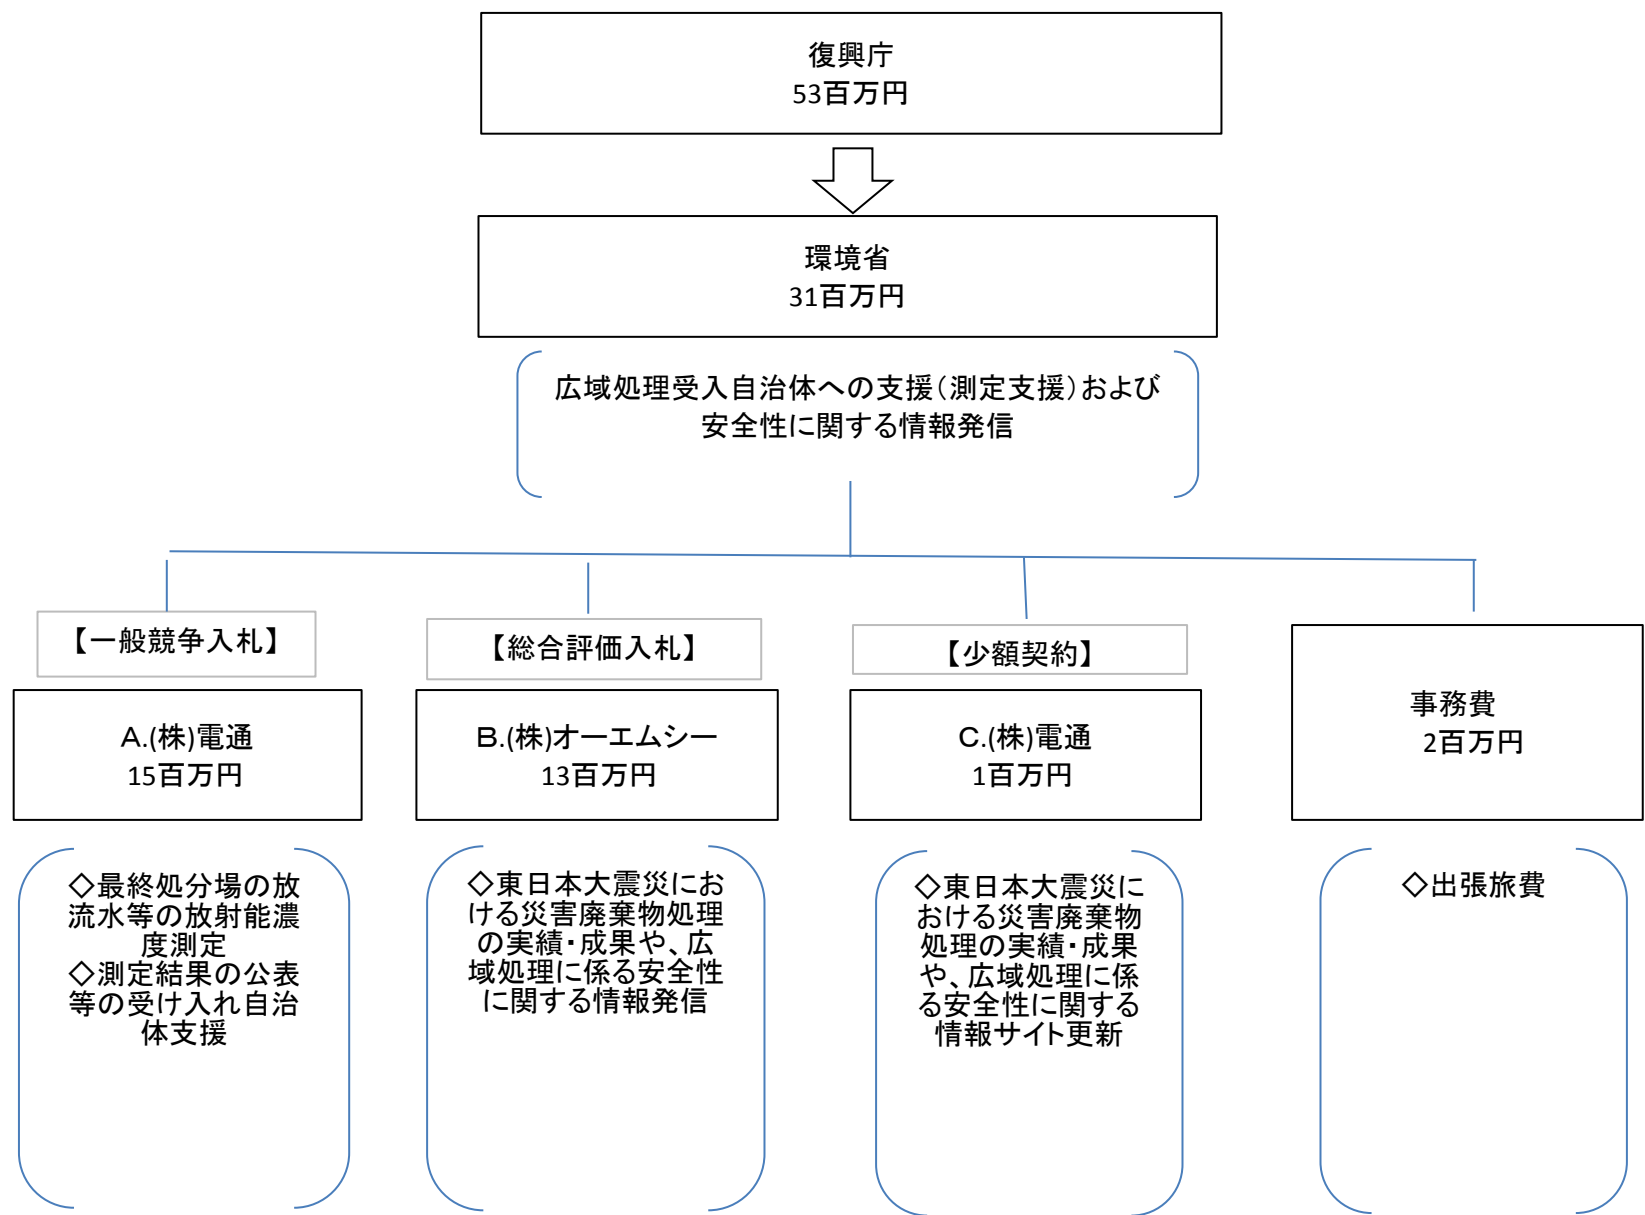 復興庁
53百万円
環境省
31百万円
広域処理受入自治体への支援（測定支援）および
安全性に関する情報発信
【一般競争入札】
A.(株)電通
15百万円
◇最終処分場の放
流水等の放射能濃
度測定
◇測定結果の公表
等の受け入れ自治
体支援
【総合評価入札】
B.(株)オーエムシー
13百万円
◇東日本大震災にお
ける災害廃棄物処理
の実績・成果や、広
域処理に係る安全性
に関する情報発信
【少額契約】
C.(株)電通
1百万円
◇東日本大震災に
おける災害廃棄物
処理の実績・成果
や、広域処理に係
る安全性に関する
情報サイト更新
事務費
2百万円
◇出張旅費